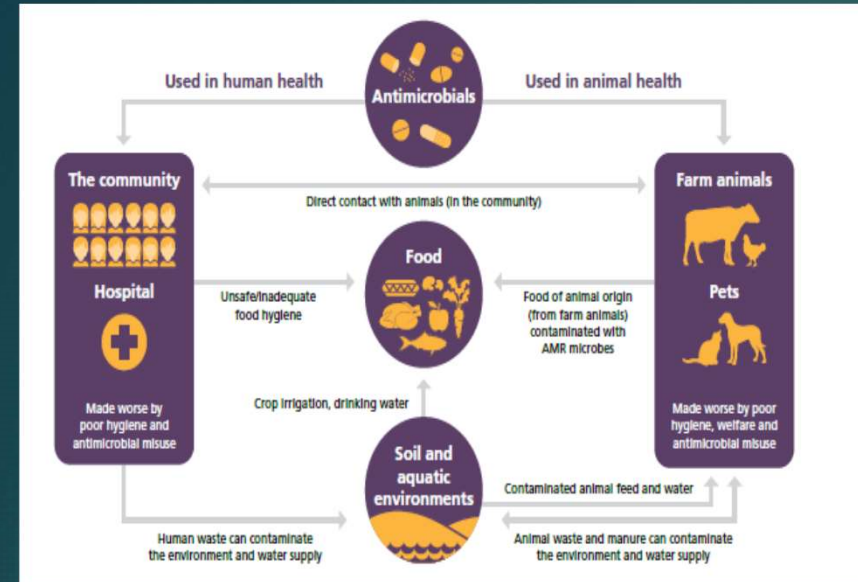 Used in human health
Antimicrobials
Used in animal health
The community
Hospital
Made worse by
poor hygiene and
antimicrobial misuse
Direct contact with animals (in the community)
Farm animals
Pets
Made worse by poor
hygiene, welfare and
antimicrobial misuse
Food
Unsafe/inadequate
food hygiene
Food of animal origin
(from farm animals)
contaminated with
AMR microbes
Crop irrigation, drinking water
Soil and
aquatic
environments
Contaminated animal feed and water
Human waste can contaminate
the environment and water supply
Animal waste and manure can contaminate
the environment and water supply